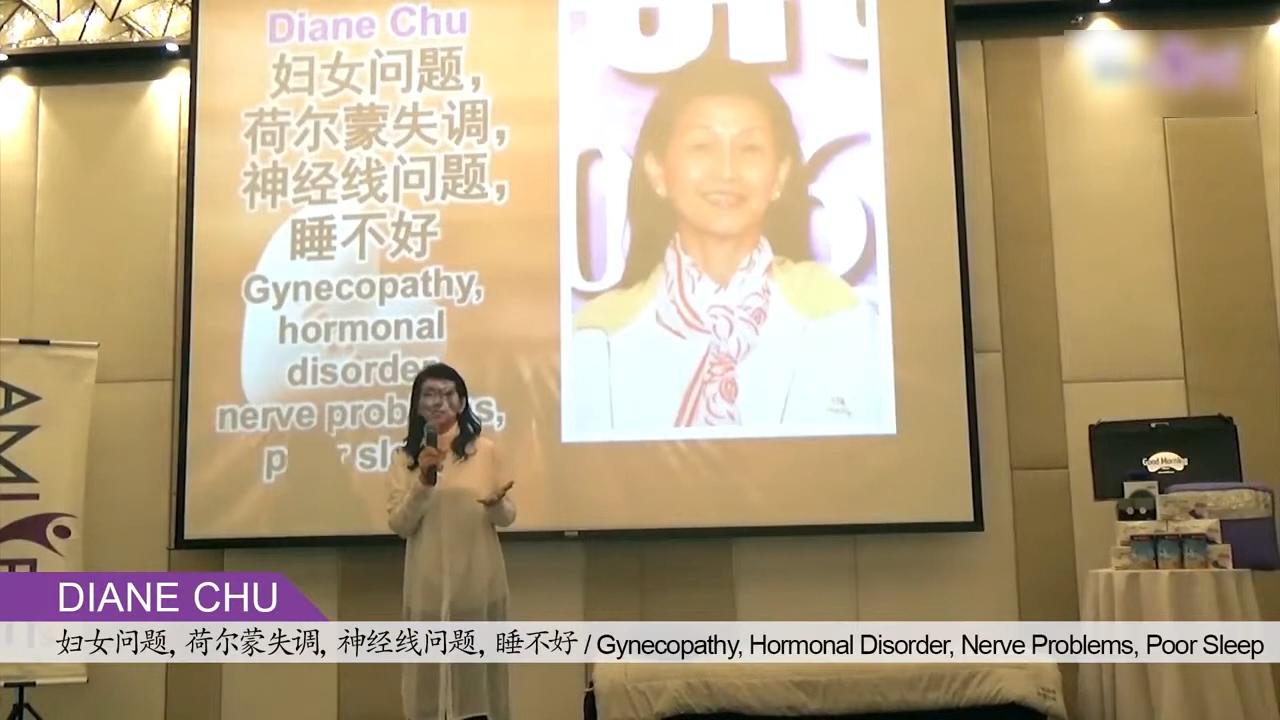 Diane Chu
妇女问题,
荷尔蒙失调,
神经线问题,
睡不好
Gynecopathy,
hormonal
disorder
nerve
Good Morning
AMI
DIANE CHU
妇女问题, 荷尔蒙失调, 神经线问题, 睡不好 / Gynecopathy, Hormonal Disorder, Nerve Problems, Poor Sleep